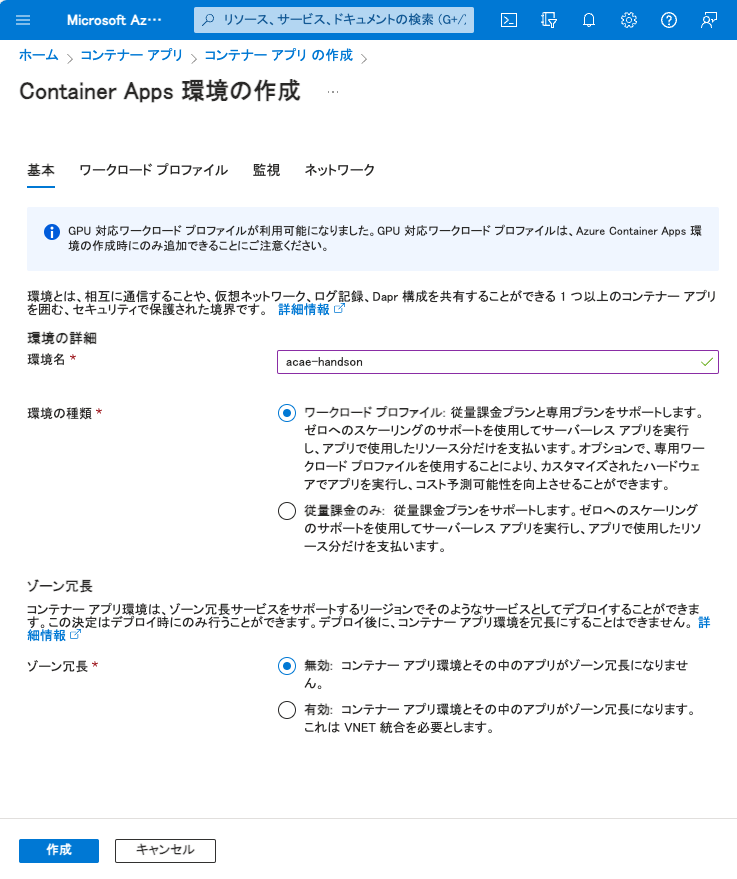 Microsoft Az…
リソース、サービス、ドキュメントの検索 (G+/)
ホーム > コンテナー アプリ > コンテナー アプリ の作成 >
Container Apps 環境の作成 …
基本 ワークロード プロファイル 監視 ネットワーク
GPU 対応ワークロード プロファイルが利用可能になりました。GPU 対応ワークロード プロファイルは、Azure Container Apps 環
境の作成時にのみ追加できることにご注意ください。
環境とは、相互に通信することや、仮想ネットワーク、ログ記録、Dapr 構成を共有することができる 1 つ以上のコンテナー アプリ
を囲む、セキュリティで保護された境界です。 詳細情報
環境の詳細
環境名 *
acae-handson
環境の種類 *
ワークロード プロファイル: 従量課金プランと専用プランをサポートします。
ゼロへのスケーリングのサポートを使用してサーバーレス アプリを実行
し、アプリで使用したリソース分だけを支払います。オプションで、専用ワー
クロード プロファイルを使用することにより、カスタマイズされたハードウェ
アでアプリを実行し、コスト予測可能性を向上させることができます。
従量課金のみ: 従量課金プランをサポートします。ゼロへのスケーリング
のサポートを使用してサーバーレス アプリを実行し、アプリで使用したリソ
ース分だけを支払います。
ゾーン冗長
コンテナー アプリ環境は、ゾーン冗長サービスをサポートするリージョンでそのようなサービスとしてデプロイすることができま
す。この決定はデプロイ時にのみ行うことができます。デプロイ後に、コンテナー アプリ環境を冗長にすることはできません。 詳
細情報
ゾーン冗長 *
無効: コンテナー アプリ環境とその中のアプリがゾーン冗長になりませ
ん。
有効: コンテナー アプリ環境とその中のアプリがゾーン冗長になります。
これは VNET 統合を必要とします。
作成
キャンセル